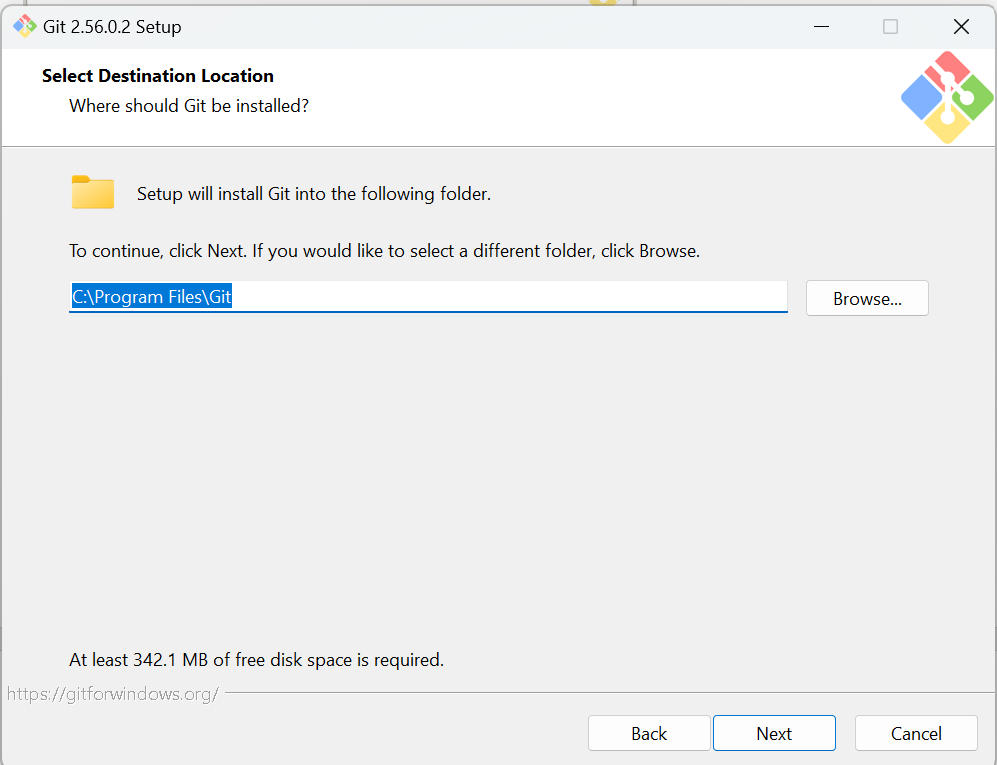 Git 2.56.0.2 Setup
Select Destination Location
Where should Git be installed?
Setup will install Git into the following folder.
To continue, click Next. If you would like to select a different folder, click Browse.
C:\Program Files\Git
Browse...
At least 342.1 MB of free disk space is required.
https://gitforwindows.org/
Back
Next
Cancel